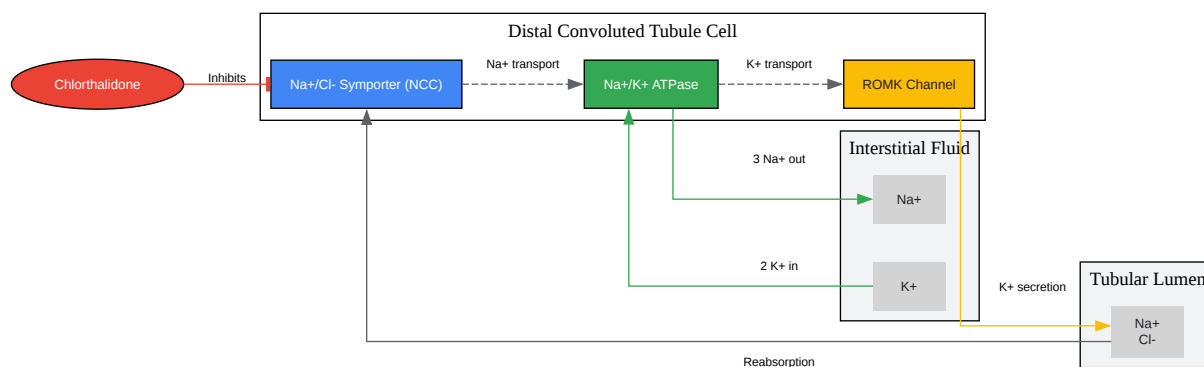 Distal Convoluted Tubule Cell
Chlorthalidone
Inhibits
Na+/Cl- Symporter (NCC)
Na+ transport
Na+/K+ ATPase
K+ transport
ROMK Channel
Interstitial Fluid
3 Na+ out
Na+
2 K+ in
K+
K+ secretion
Tubular Lumen
Na+
Cl-
Reabsorption